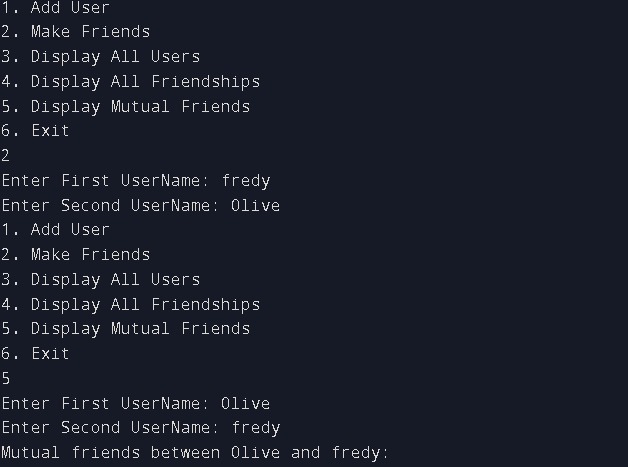 1. Add User
2. Make Friends
3. Display All Users
4. Display All Friendships
5. Display Mutual Friends
6. Exit
2
Enter First UserName: fredy
Enter Second UserName: Olive
1. Add User
2. Make Friends
3. Display All Users
4. Display All Friendships
5. Display Mutual Friends
6. Exit
5
Enter First UserName: Olive
Enter Second UserName: fredy
Mutual friends between Olive and fredy: